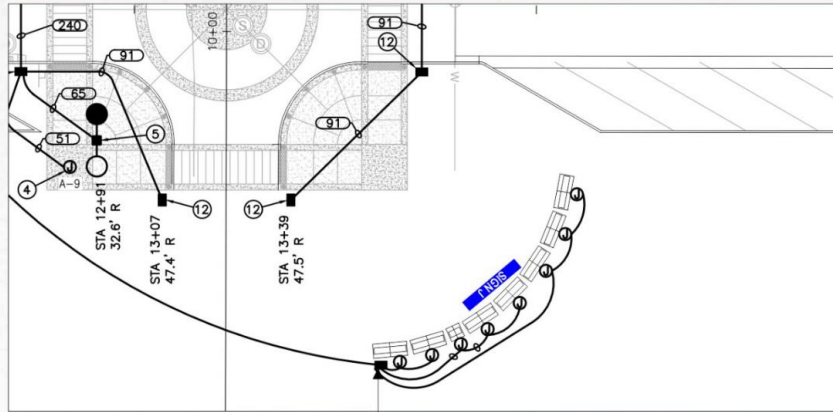 240
91
10+00
S
D
91
12
65
5
91
W
51
4
J
A-9
STA 12+91
32.6' R
12
STA 13+07
47.4' R
12
STA 13+39
47.5' R
SIGN J
J
J
J
J
J
J
J
J